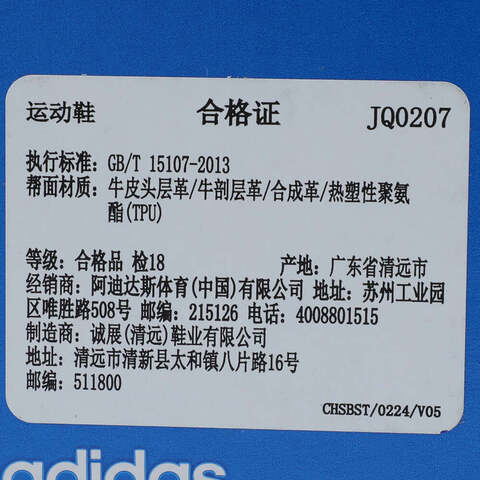 运动鞋 合格证 JQ0207
执行标准: GB/T 15107-2013
帮面材质: 牛皮头层革/牛剖层革/合成革/热塑性聚氨
酯(TPU)
等级: 合格品 检18 产地: 广东省清远市
经销商: 阿迪达斯体育(中国)有限公司 地址: 苏州工业园
区唯胜路508号 邮编: 215126 电话: 4008801515
制造商: 诚展(清远)鞋业有限公司
地址: 清远市清新县太和镇八片路16号
邮编: 511800
CHSBST/0224/V05
adidas